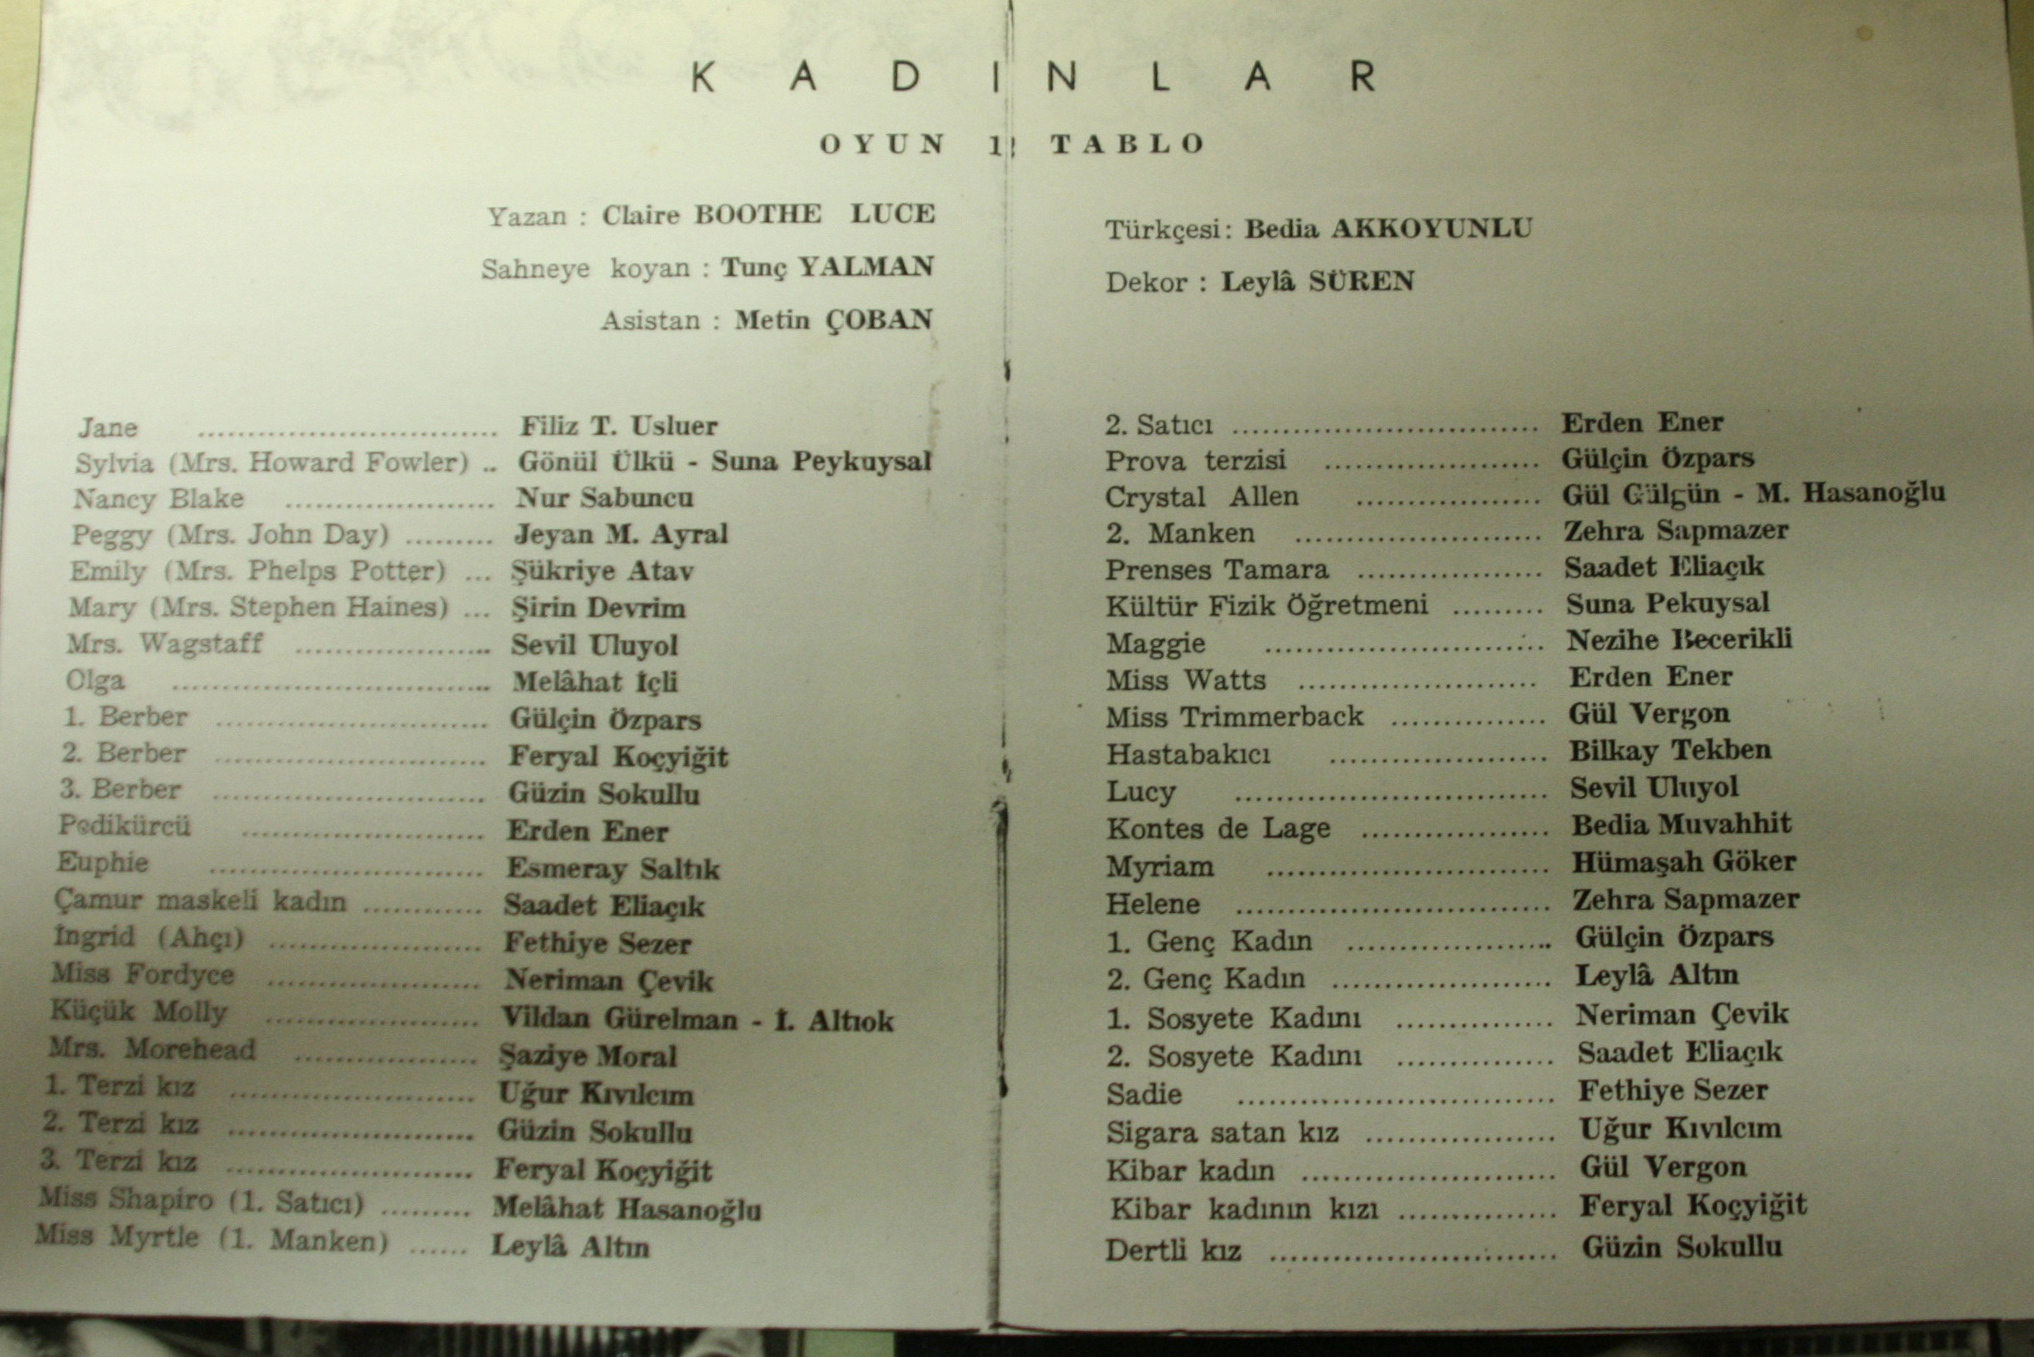 KADINLAR
OYUN 11 TABLO
Yazan : Claire BOOTHE LUCE
Sahneye koyan : Tunç YALMAN
Asistan : Metin ÇOBAN
Türkçesi: Bedia AKKOYUNLU
Dekor : Leylâ SÜREN
Jane .............................. Filiz T. Usluer
Sylvia (Mrs. Howard Fowler) .. Gönül Ülkü - Suna Peykuysal
Nancy Blake ..................... Nur Sabuncu
Peggy (Mrs. John Day) ......... Jeyan M. Ayral
Emily (Mrs. Phelps Potter) ... Şükriye Atav
Mary (Mrs. Stephen Haines) ... Şirin Devrim
Mrs. Wagstaff .................... Sevil Uluyol
Olga ................................ Melâhat İçli
1. Berber ........................... Gülçin Özpars
2. Berber ........................... Feryal Koçyiğit
3. Berber ........................... Güzin Sokullu
Pedikürcü ........................ Erden Ener
Euphie ........................... Esmeray Saltık
Çamur maskeli kadın ............ Saadet Eliaçık
İngrid (Ahçı) ..................... Fethiye Sezer
Miss Fordyce ..................... Neriman Çevik
Küçük Molly ..................... Vildan Gürelman - İ. Altıok
Mrs. Morehead .................. Şaziye Moral
1. Terzi kız ........................ Uğur Kıvılcım
2. Terzi kız ........................ Güzin Sokullu
3. Terzi kız ........................ Feryal Koçyiğit
Miss Shapiro (1. Satıcı) ......... Melâhat Hasanoğlu
Miss Myrtle (1. Manken) ...... Leylâ Altın
2. Satıcı .............................. Erden Ener
Prova terzisi ..................... Gülçin Özpars
Crystal Allen .................. Gül Gülgün - M. Hasanoğlu
2. Manken ........................ Zehra Sapmazer
Prenses Tamara .................. Saadet Eliaçık
Kültür Fizik Öğretmeni ......... Suna Pekuysal
Maggie ........................... Nezihe Becerikli
Miss Watts ........................ Erden Ener
Miss Trimmerback ............... Gül Vergon
Hastabakıcı ..................... Bilkay Tekben
Lucy .............................. Sevil Uluyol
Kontes de Lage .................. Bedia Muvahhit
Myriam ........................... Hümaşah Göker
Helene .............................. Zehra Sapmazer
1. Genç Kadın .................... Gülçin Özpars
2. Genç Kadın ..................... Leylâ Altın
1. Sosyete Kadını ............... Neriman Çevik
2. Sosyete Kadını ............... Saadet Eliaçık
Sadie .............................. Fethiye Sezer
Sigara satan kız .................. Uğur Kıvılcım
Kibar kadın ........................ Gül Vergon
Kibar kadının kızı ............... Feryal Koçyiğit
Dertli kız ........................... Güzin Sokullu